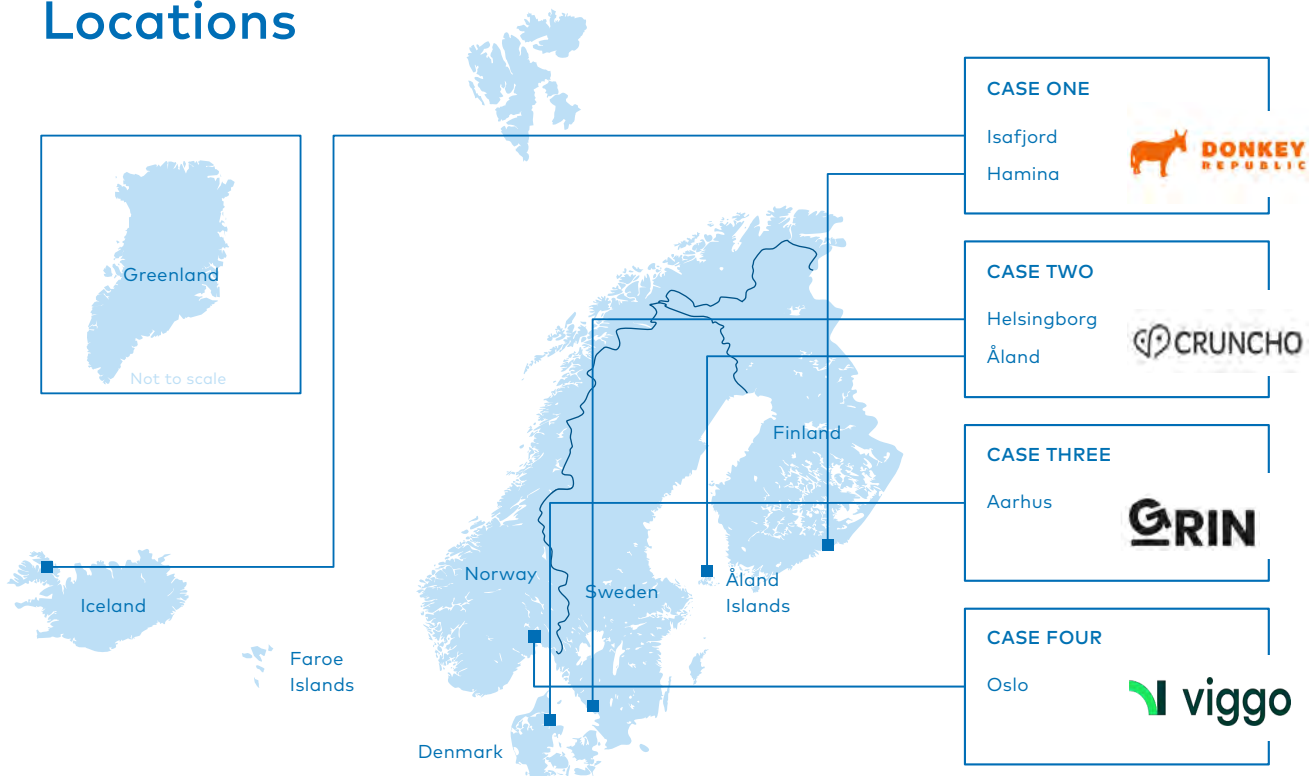 Locations
Greenland
Not to scale
Iceland
Faroe
Islands
Norway
Sweden
Finland
Åland
Islands
Denmark
CASE ONE
Isafjord
Hamina
DONKEY
REPUBLIC
CASE TWO
Helsingborg
Åland
CRUNCHO
CASE THREE
Aarhus
GRIN
CASE FOUR
Oslo
viggo